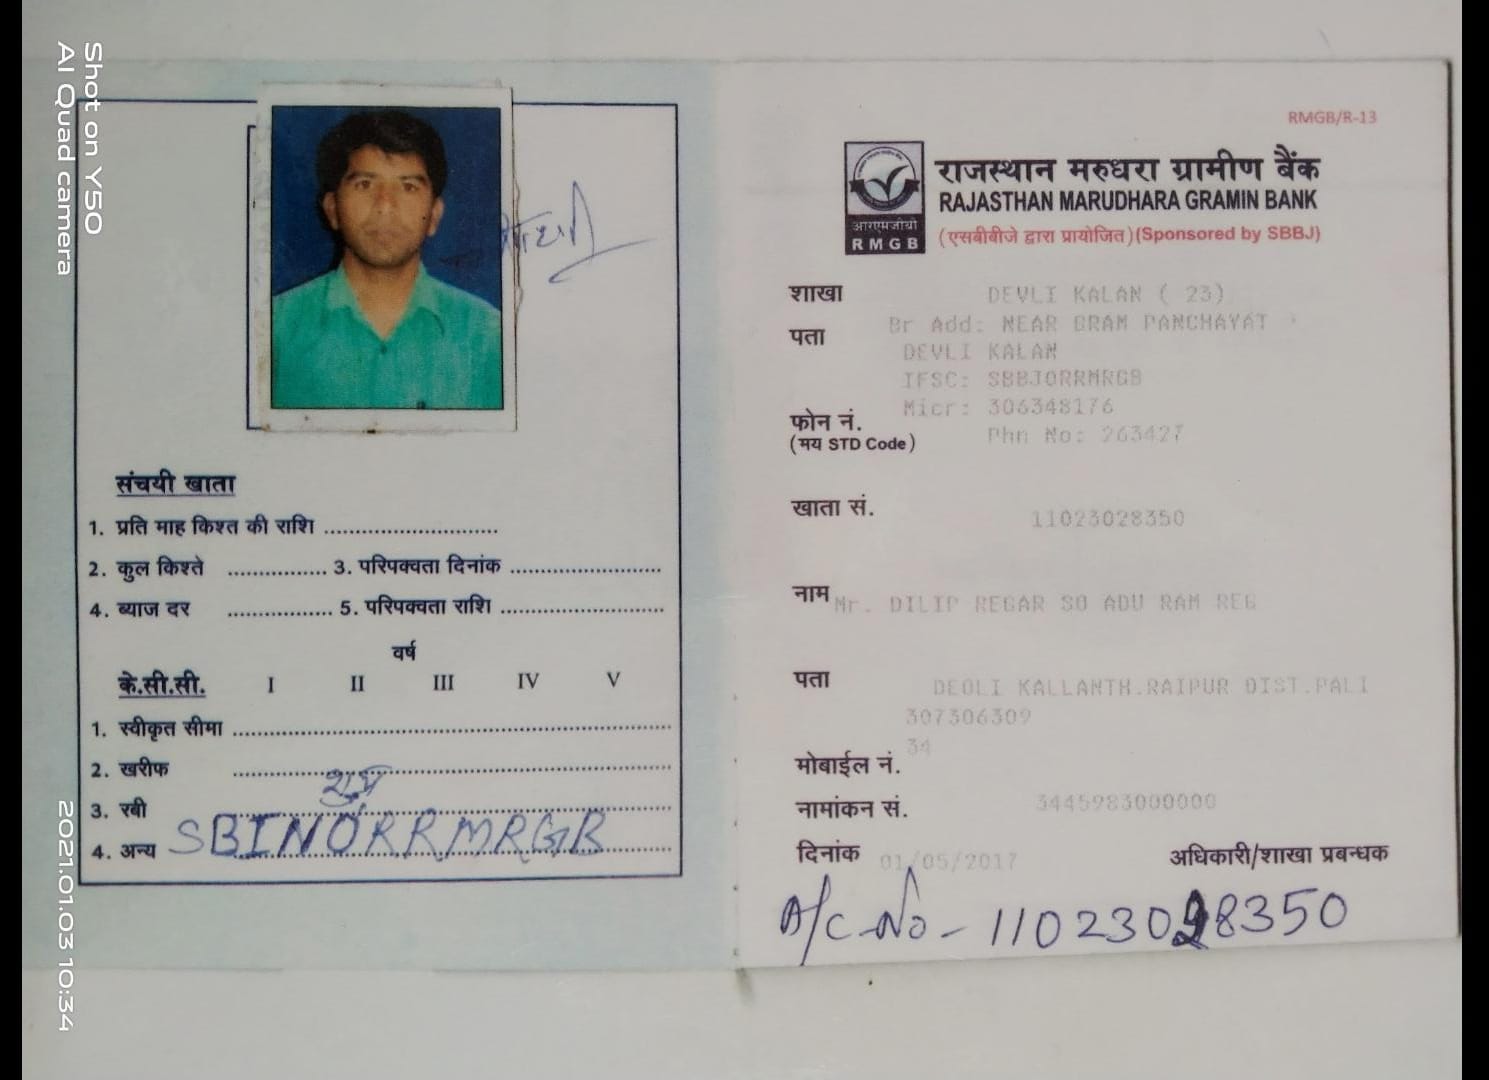 Shot on Y50
AI Quad camera
2021.01.03 10:34
संचयी खाता
1. प्रति माह किश्त की राशि ..............................
2. कुल किश्ते ................. 3. परिपक्वता दिनांक ..........................
4. ब्याज दर .................. 5. परिपक्वता राशि ............................
वर्ष
के.सी.सी. I II III IV V
1. स्वीकृत सीमा ........................................
2. खरीफ ........................................
3. रबी ........................................
4. अन्य SBIN0RRMRGB
RMGB/R-13
राजस्थान मरुधरा ग्रामीण बैंक
RAJASTHAN MARUDHARA GRAMIN BANK
आरएमजीबी
RMGB
(एसबीबीजे द्वारा प्रायोजित)(Sponsored by SBBJ)
शाखा DEVLI KALAN ( 23)
पता Br Add: NEAR GRAM PANCHAYAT
DEVLI KALAN
IFSC: SBBJ0RRMRGB
Micr: 306348176
फोन नं. Phn No: 263427
(मय STD Code)
खाता सं. 11023028350
नाम Mr. DILIP REGAR SO ADU RAM REG
पता DEOLI KALLANTH.RAIPUR DIST.PALI
307306309
34
मोबाईल नं.
नामांकन सं. 3445983000000
दिनांक 01/05/2017 अधिकारी/शाखा प्रबन्धक
A/C No - 11023028350